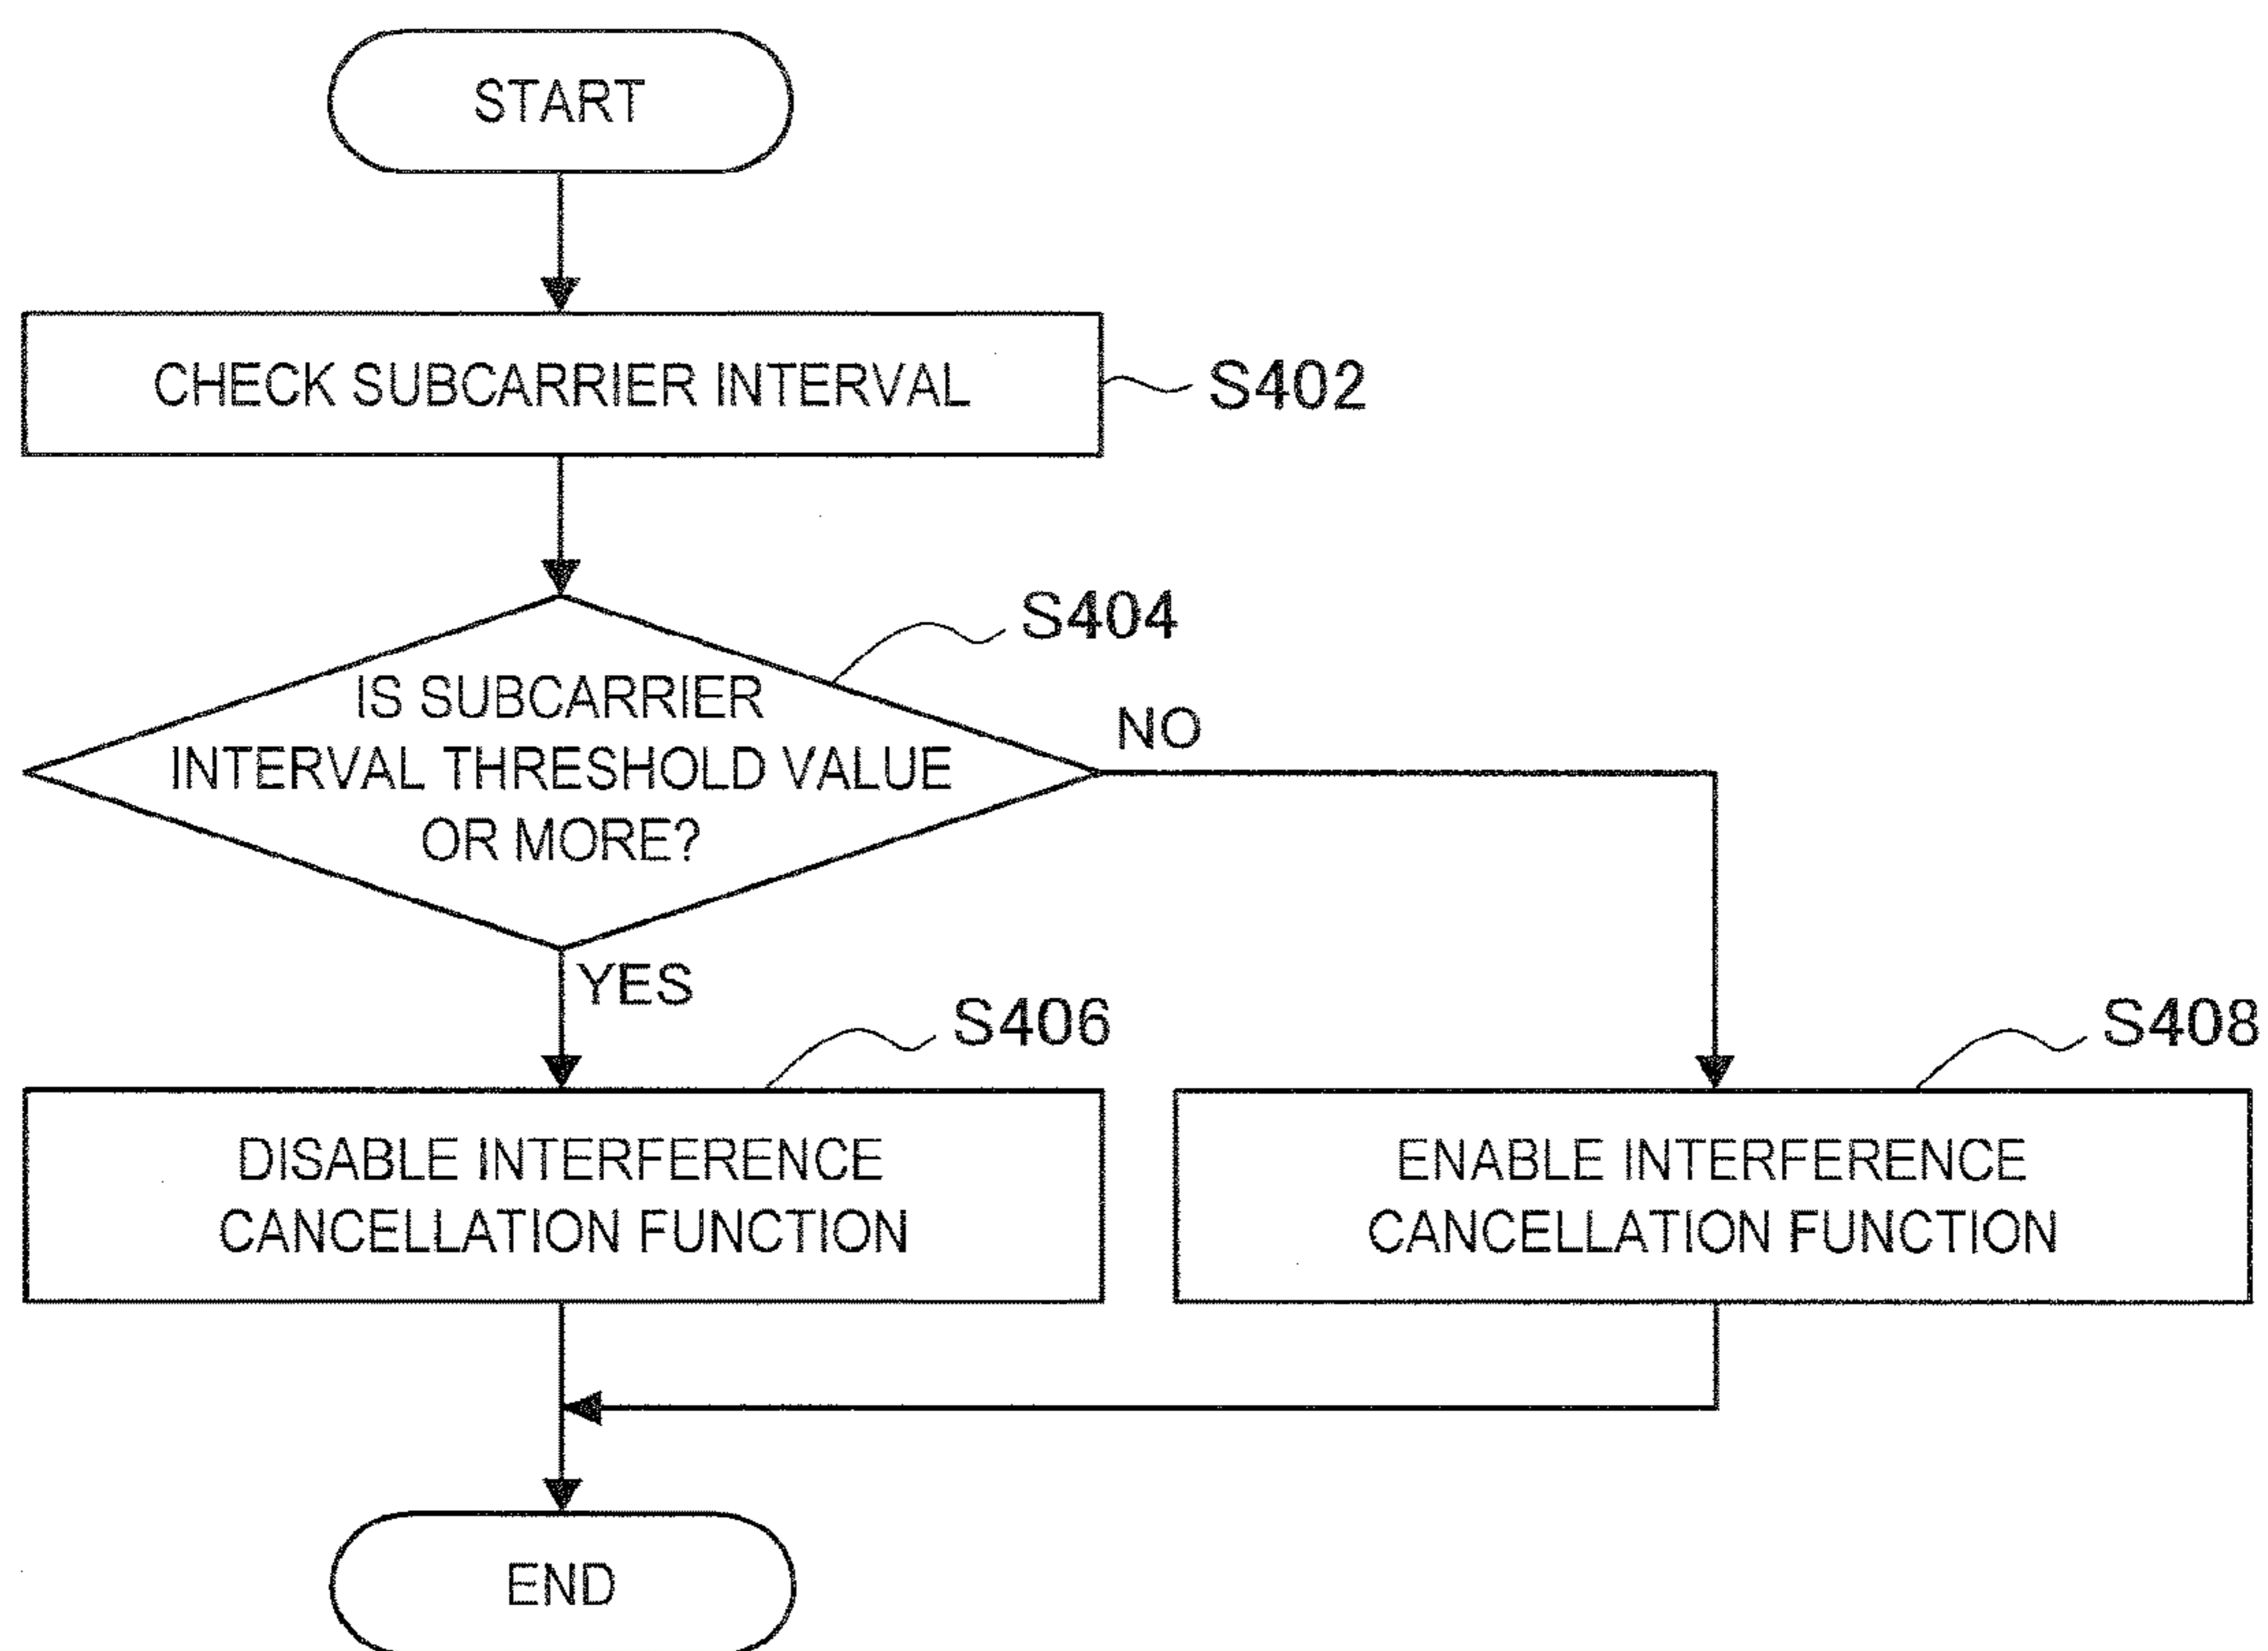 START
CHECK SUBCARRIER INTERVAL
S402
S404
IS SUBCARRIER
INTERVAL THRESHOLD VALUE
OR MORE?
NO
YES
S406
S408
DISABLE INTERFERENCE
CANCELLATION FUNCTION
ENABLE INTERFERENCE
CANCELLATION FUNCTION
END